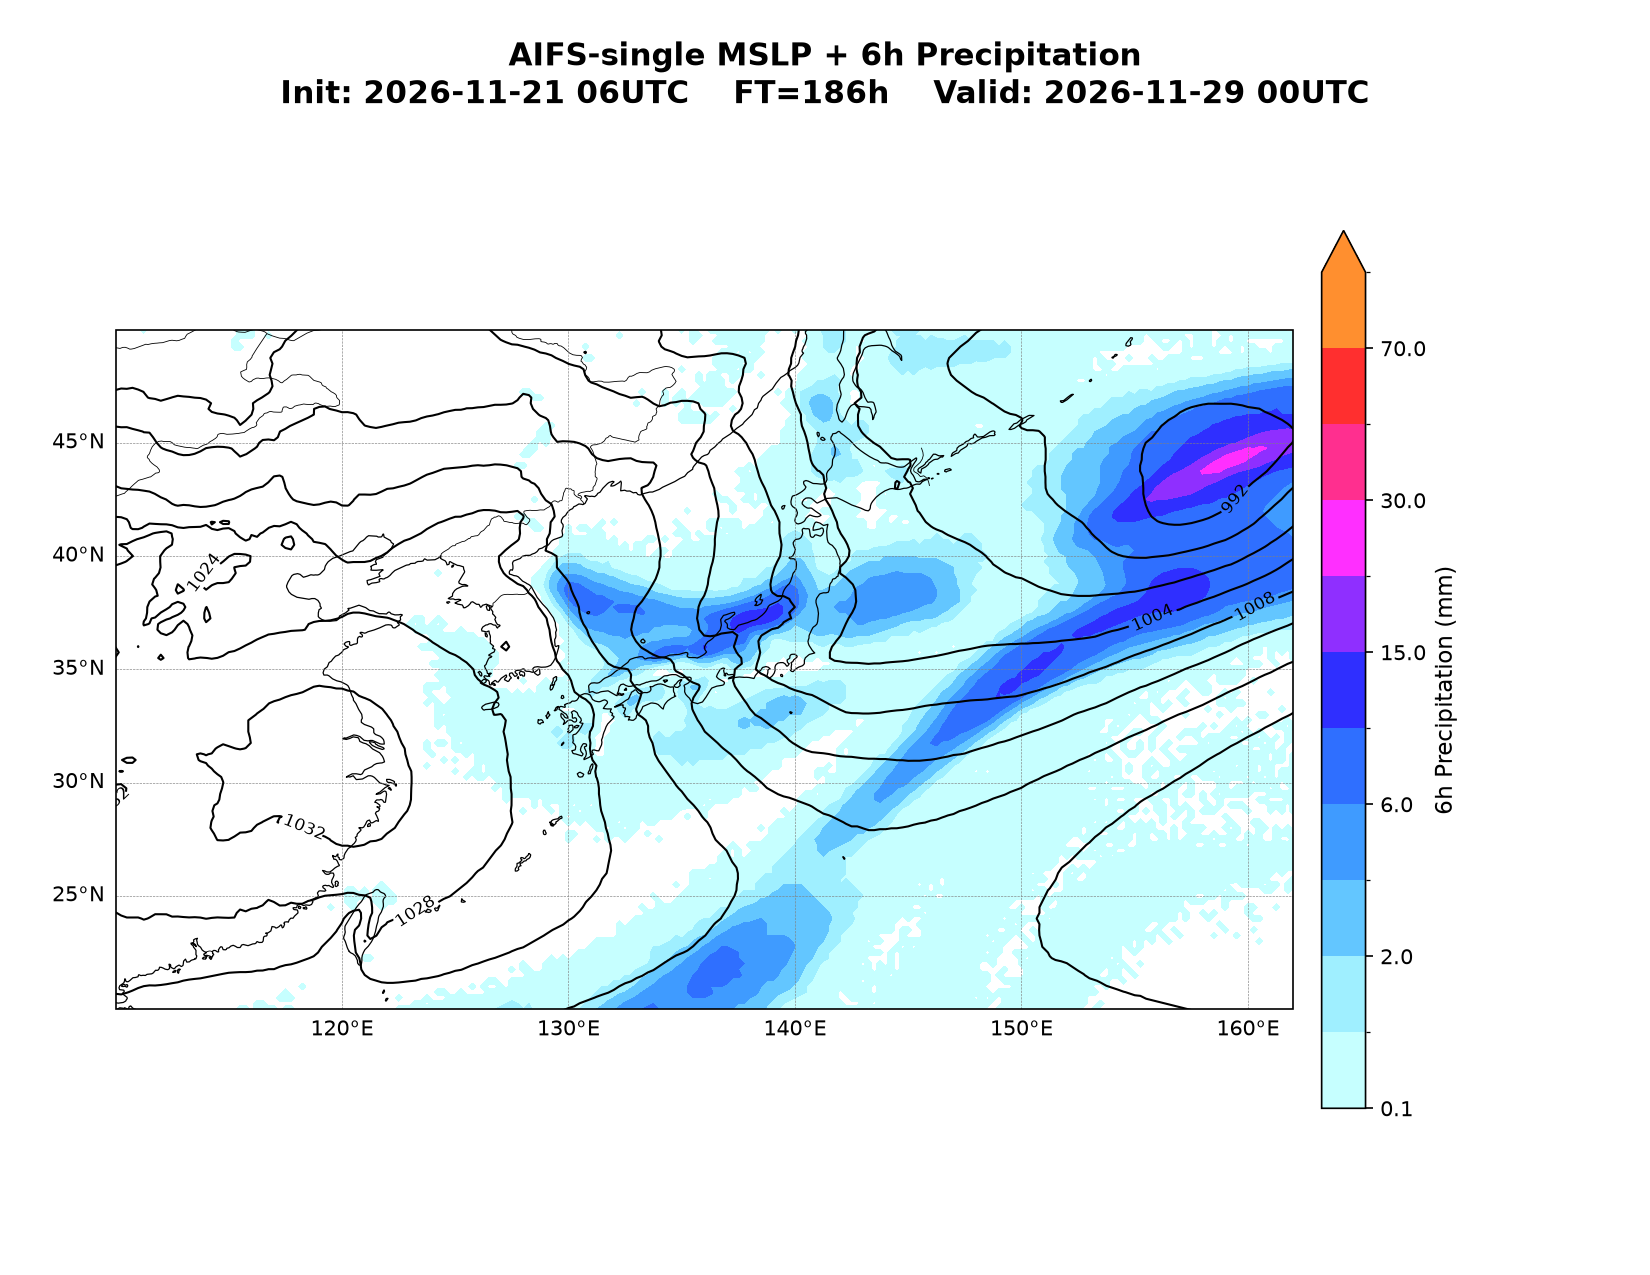 AIFS-single MSLP + 6h Precipitation
Init: 2026-11-21 06UTC    FT=186h    Valid: 2026-11-29 00UTC
70.0
30.0
15.0
6.0
2.0
0.1
6h Precipitation (mm)
45°N
40°N
35°N
30°N
25°N
120°E
130°E
140°E
150°E
160°E
992
1024
1004
1008
1032
1028